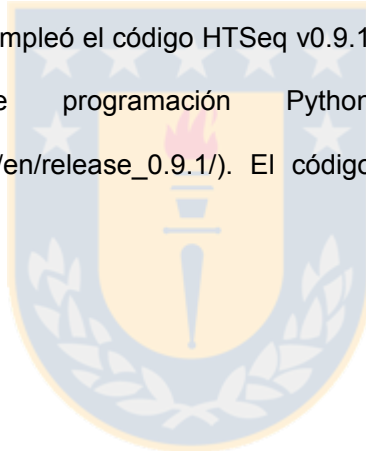 mpleó el código HTSeq v0.9.1
e programación Python
/en/release_0.9.1/). El código